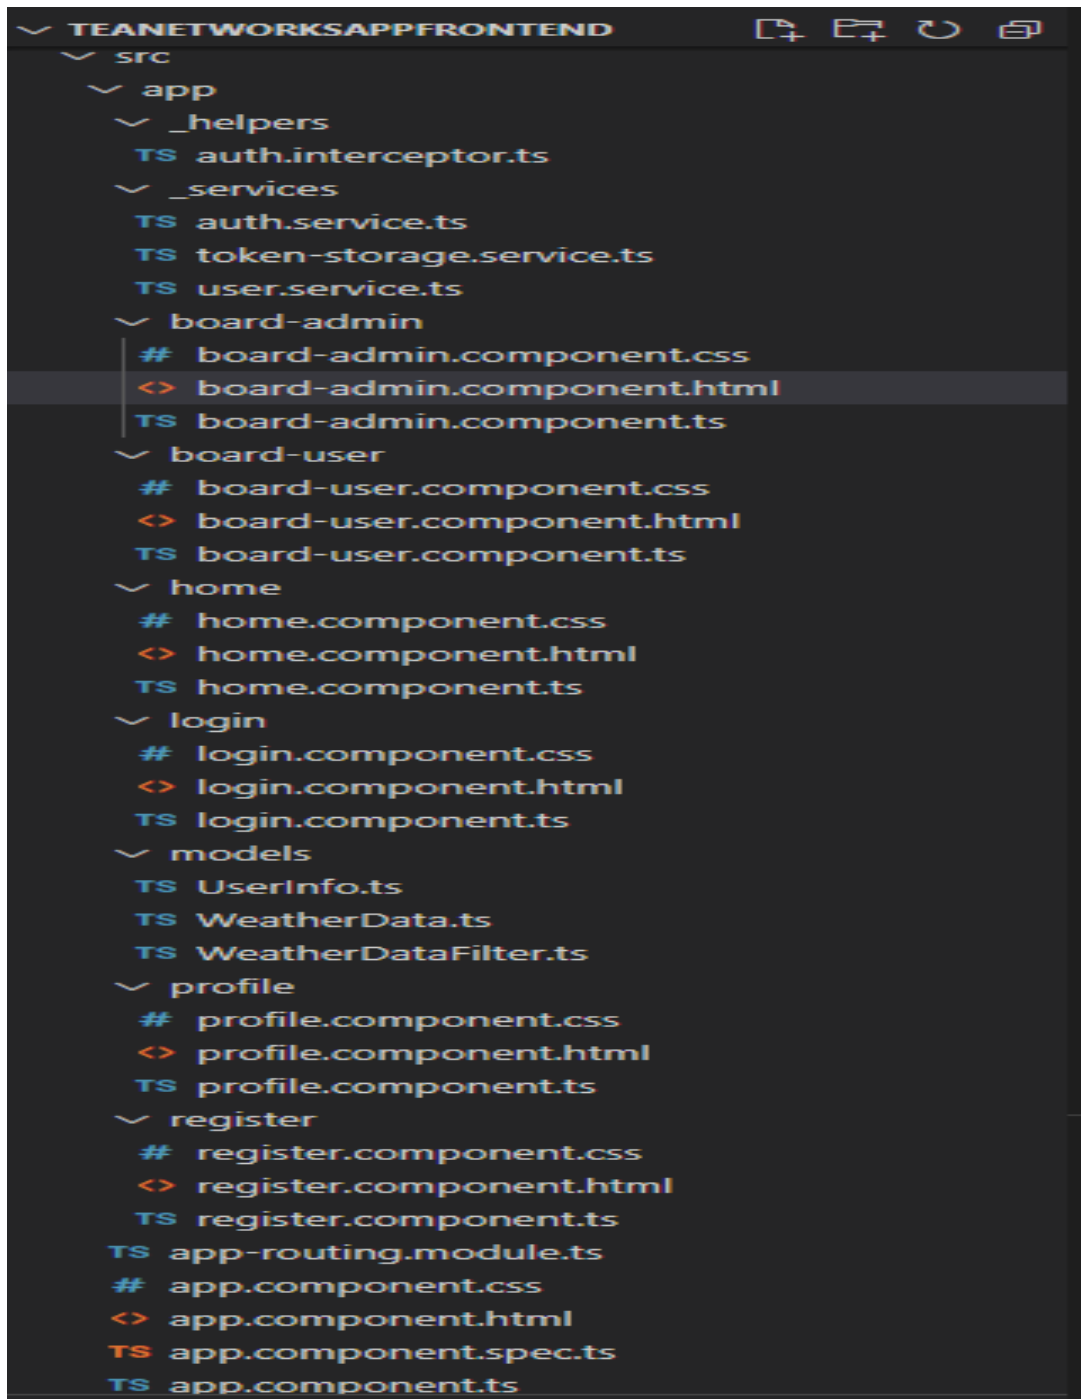 TEANETWORKSAPPFRONTEND
src
app
_helpers
TS auth.interceptor.ts
_services
TS auth.service.ts
TS token-storage.service.ts
TS user.service.ts
board-admin
# board-admin.component.css
<> board-admin.component.html
TS board-admin.component.ts
board-user
# board-user.component.css
<> board-user.component.html
TS board-user.component.ts
home
# home.component.css
<> home.component.html
TS home.component.ts
login
# login.component.css
<> login.component.html
TS login.component.ts
models
TS UserInfo.ts
TS WeatherData.ts
TS WeatherDataFilter.ts
profile
# profile.component.css
<> profile.component.html
TS profile.component.ts
register
# register.component.css
<> register.component.html
TS register.component.ts
TS app-routing.module.ts
# app.component.css
<> app.component.html
TS app.component.spec.ts
TS app.component.ts